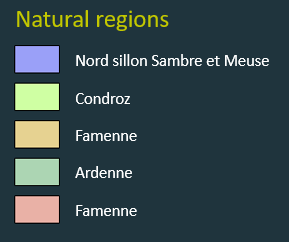 Natural regions
Nord sillon Sambre et Meuse
Condroz
Famenne
Ardenne
Famenne